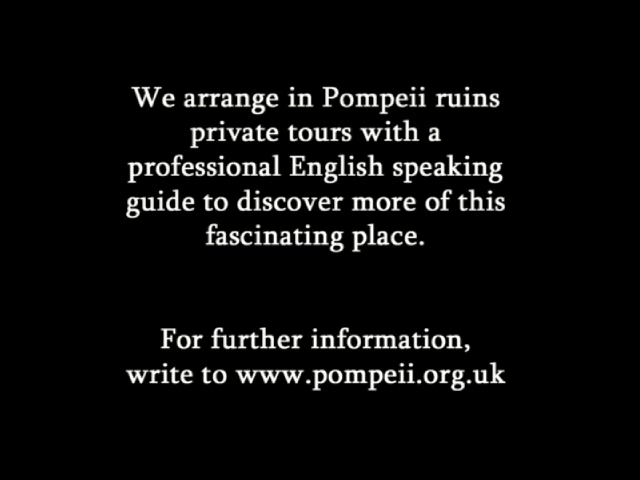 We arrange in Pompeii ruins
private tours with a
professional English speaking
guide to discover more of this
fascinating place.
For further information,
write to www.pompeii.org.uk